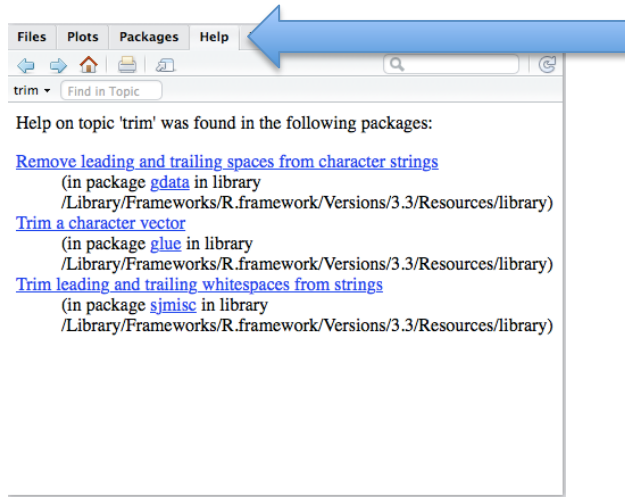 Files Plots Packages Help
trim Find in Topic
Help on topic 'trim' was found in the following packages:
Remove leading and trailing spaces from character strings
(in package gdata in library
/Library/Frameworks/R.framework/Versions/3.3/Resources/library)
Trim a character vector
(in package glue in library
/Library/Frameworks/R.framework/Versions/3.3/Resources/library)
Trim leading and trailing whitespaces from strings
(in package sjmisc in library
/Library/Frameworks/R.framework/Versions/3.3/Resources/library)